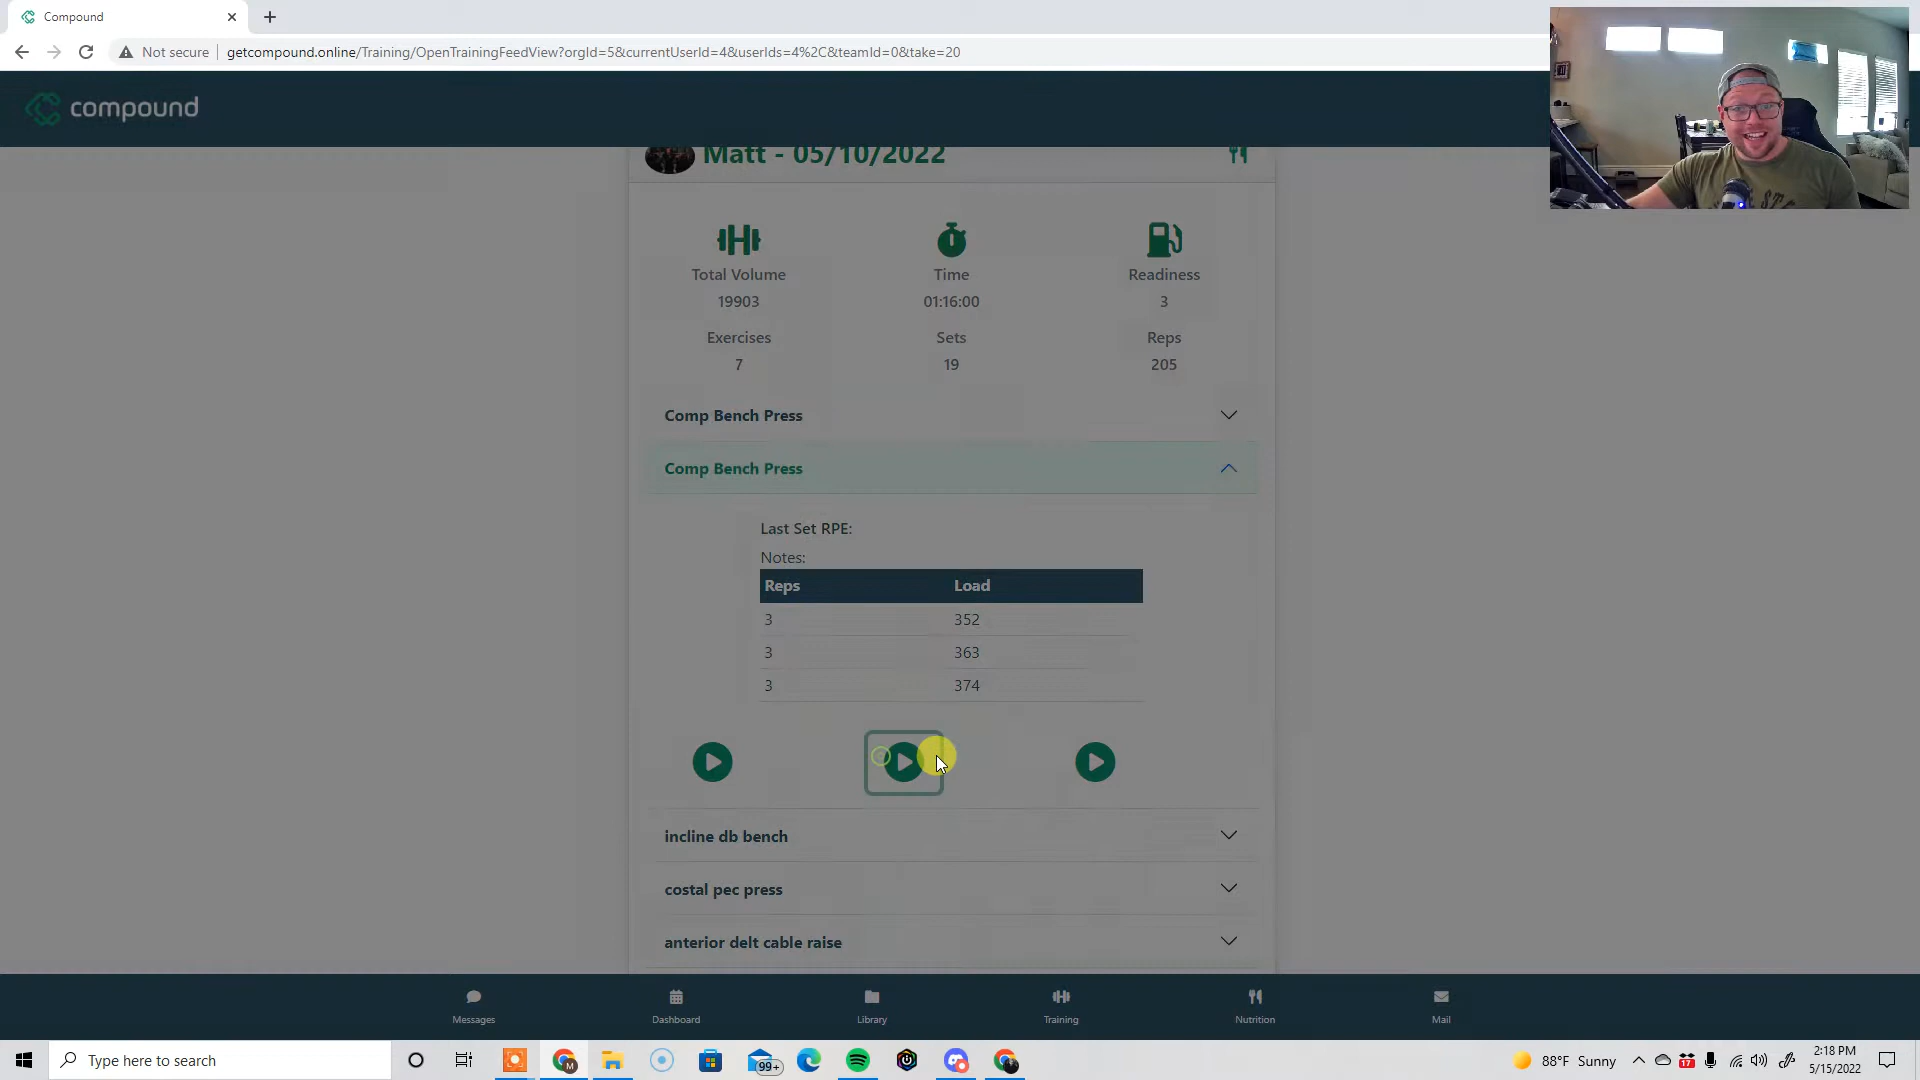 Compound
Not secure
getcompound.online/Training/OpenTrainingFeedView?orgId=5&currentUserId=4&userIds=4%2C&teamId=0&take=20
compound
Matt - 05/10/2022
Total Volume Time Readiness
19903 01:16:00 3
Exercises Sets Reps
7 19 205
Comp Bench Press
Comp Bench Press
Last Set RPE:
Notes:
Reps Load
3 352
3 363
3 374
incline db bench
costal pec press
anterior delt cable raise
Messages Dashboard Library Training Nutrition Mail
Type here to search
99+
M
17
88°F Sunny
2:18 PM
5/15/2022